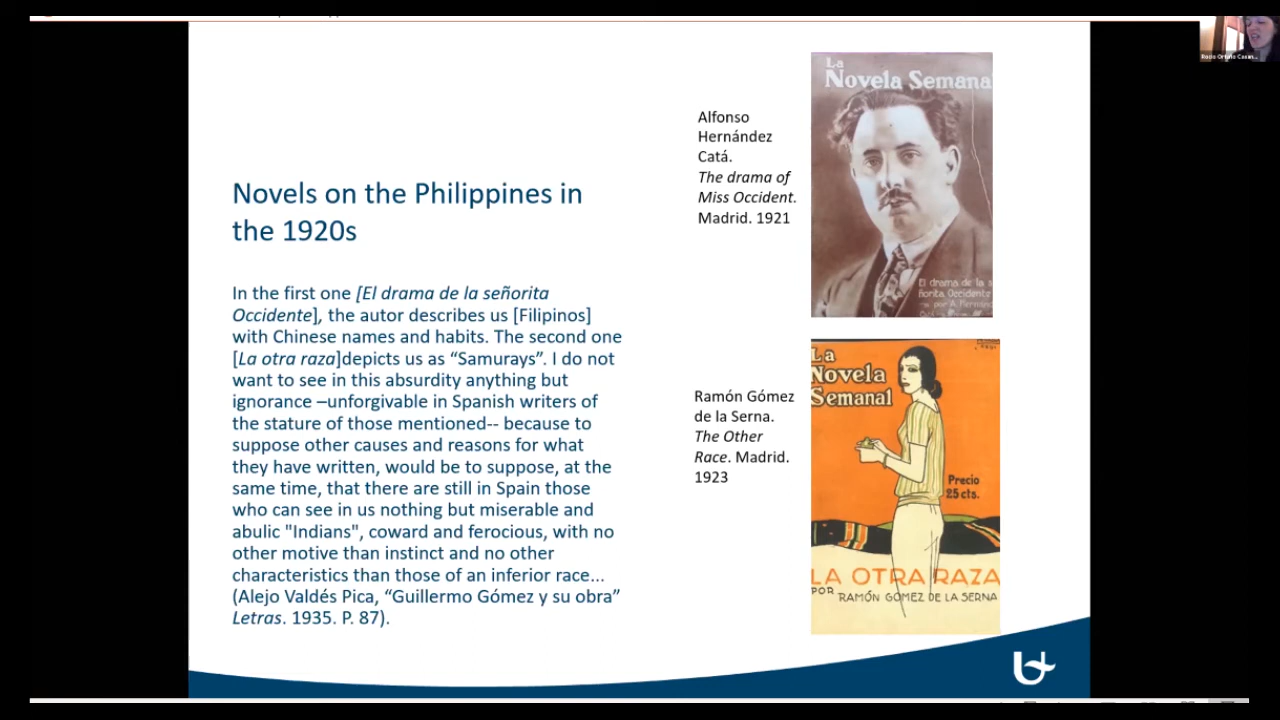 Novels on the Philippines in
the 1920s
In the first one [El drama de la señorita
Occidente], the autor describes us [Filipinos]
with Chinese names and habits. The second one
[La otra raza]depicts us as “Samurays”. I do not
want to see in this absurdity anything but
ignorance –unforgivable in Spanish writers of
the stature of those mentioned-- because to
suppose other causes and reasons for what
they have written, would be to suppose, at the
same time, that there are still in Spain those
who can see in us nothing but miserable and
abulic "Indians", coward and ferocious, with no
other motive than instinct and no other
characteristics than those of an inferior race...
(Alejo Valdés Pica, “Guillermo Gómez y su obra”
Letras. 1935. P. 87).
Alfonso
Hernández
Catá.
The drama of
Miss Occident.
Madrid. 1921
La
Novela Semana
El drama de la s
ñorita Occidente
por A. Hernán
Ramón Gómez
de la Serna.
The Other
Race. Madrid.
1923
La
Novela
Semanal
Precio
25 cts.
LA OTRA RAZA
POR RAMÓN GÓMEZ DE LA SERNA